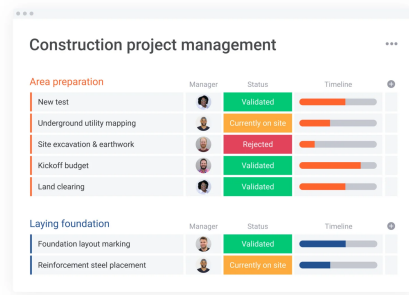 Construction project management
Area preparation Manager Status Timeline
New test Validated
Underground utility mapping Currently on site
Site excavation & earthwork Rejected
Kickoff budget Validated
Land clearing Validated
Laying foundation Manager Status Timeline
Foundation layout marking Validated
Reinforcement steel placement Currently on site